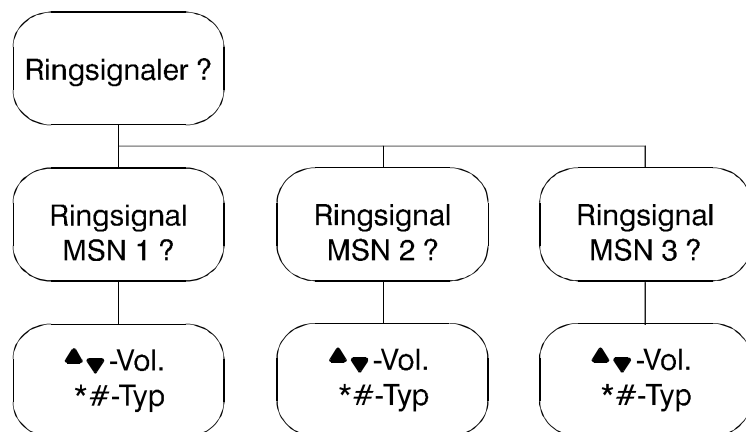 Ringsignaler ?
Ringsignal
MSN 1 ?
Ringsignal
MSN 2 ?
Ringsignal
MSN 3 ?
▲▼-Vol.
*#-Typ
▲▼-Vol.
*#-Typ
▲▼-Vol.
*#-Typ